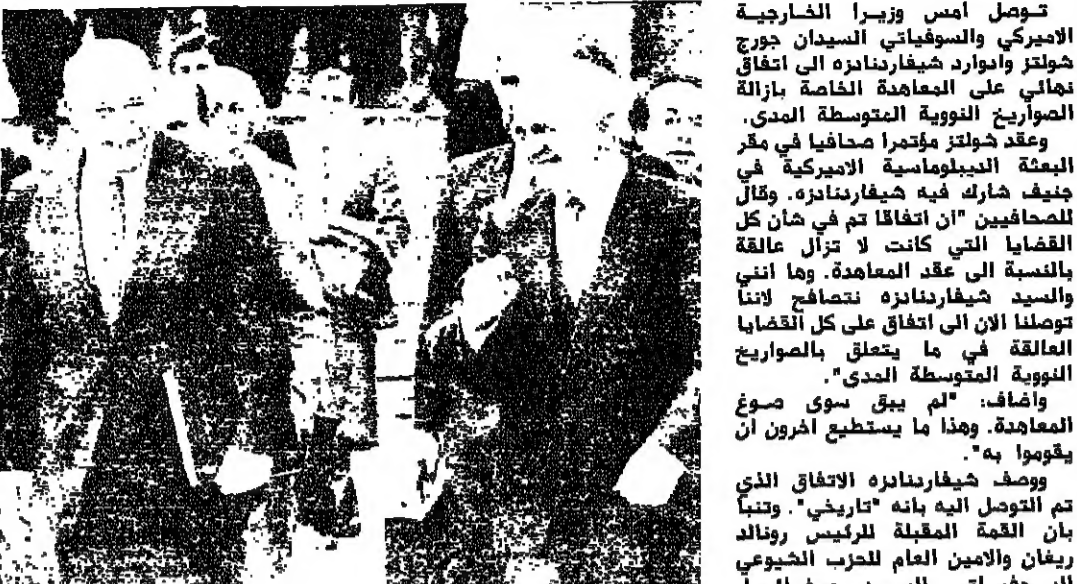 تـوصل امس وزيـرا الخـارجيـة
الاميركي والسوفياتي السيدان جورج
شولتز وادوارد شيفاردنادزه الى اتفاق
نهائي على المعاهدة الخاصة بازالة
الصواريخ النووية المتوسطة المدى.
وعقد شولتز مؤتمرا صحافيا في مقر
البعثة الديبلوماسية الاميركية في
جنيف شارك فيه شيفاردنادزه. وقال
للصحافيين "ان اتفاقا تم في شأن كل
القضايا التي كانت لا تزال عالقة
بالنسبة الى عقد المعاهدة. وها انني
والسيد شيفاردنادزه نتصافح لاننا
توصلنا الان الى اتفاق على كل القضايا
العالقة في ما يتعلق بالصواريخ
النووية المتوسطة المدى".
واضاف: "لم يبق سوى صوغ
المعاهدة. وهذا ما يستطيع اخرون ان
يقوموا به".
ووصف شيفاردنادزه الاتفاق الذي
تم التوصل اليه بانه "تاريخي". وتنبأ
بان القمة المقبلة للرئيس رونالد
ريغان والامين العام للحزب الشيوعي